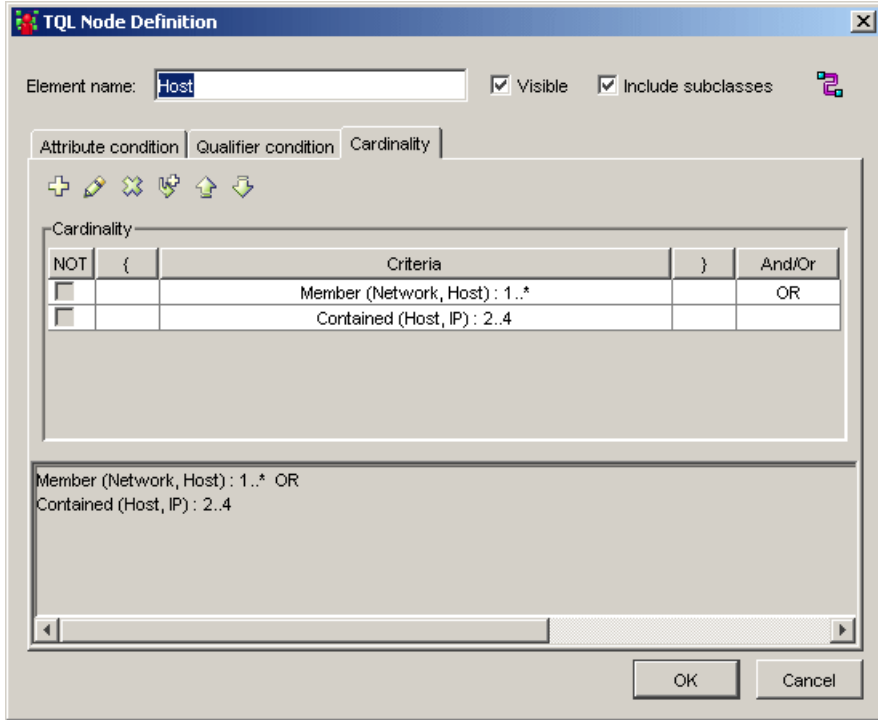 TQL Node Definition
Element name: Host Visible Include subclasses
Attribute condition Qualifier condition Cardinality
Cardinality
NOT { Criteria } And/Or
Member (Network, Host) : 1..* OR
Contained (Host, IP) : 2..4
Member (Network, Host) : 1..* OR
Contained (Host, IP) : 2..4
OK Cancel